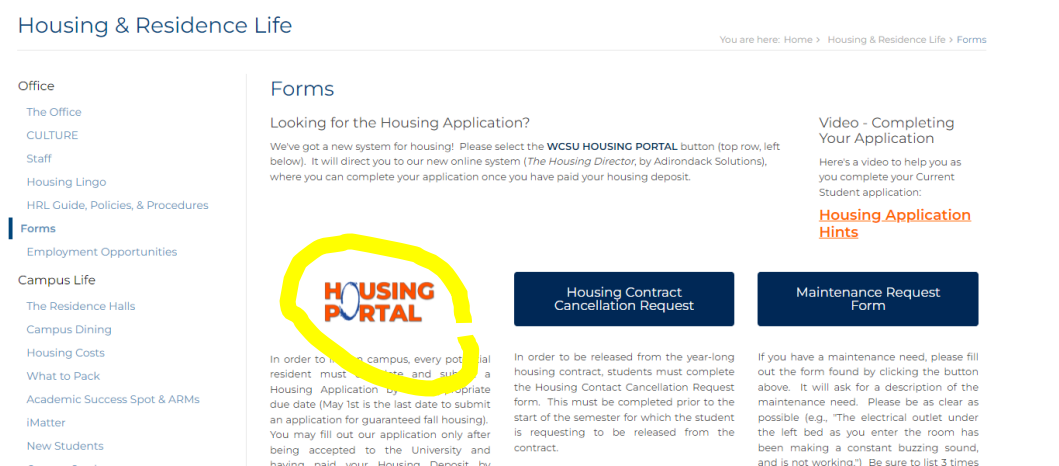 Housing & Residence Life
You are here: Home > Housing & Residence Life > Forms
Office
The Office
CULTURE
Staff
Housing Lingo
HRL Guide, Policies, & Procedures
Forms
Employment Opportunities
Campus Life
The Residence Halls
Campus Dining
Housing Costs
What to Pack
Academic Success Spot & ARMs
iMatter
New Students
Forms
Looking for the Housing Application?
We've got a new system for housing! Please select the WCSU HOUSING PORTAL button (top row, left
below). It will direct you to our new online system (The Housing Director, by Adirondack Solutions),
where you can complete your application once you have paid your housing deposit.
Video - Completing
Your Application
Here's a video to help you as
you complete your Current
Student application:
Housing Application
Hints
HOUSING
PORTAL
In order to campus, every
resident must and a
Housing Application
due date (May 1st is the last date to submit
an application for guaranteed fall housing).
You may fill out our application only after
being accepted to the University and
having paid your Housing Deposit by
Housing Contract
Cancellation Request
In order to be released from the year-long
housing contract, students must complete
the Housing Contact Cancellation Request
form. This must be completed prior to the
start of the semester for which the student
is requesting to be released from the
contract.
Maintenance Request
Form
If you have a maintenance need, please fill
out the form found by clicking the button
above. It will ask for a description of the
maintenance need. Please be as clear as
possible (e.g., "The electrical outlet under
the left bed as you enter the room has
been making a constant buzzing sound,
and is not working.") Be sure to list 3 times